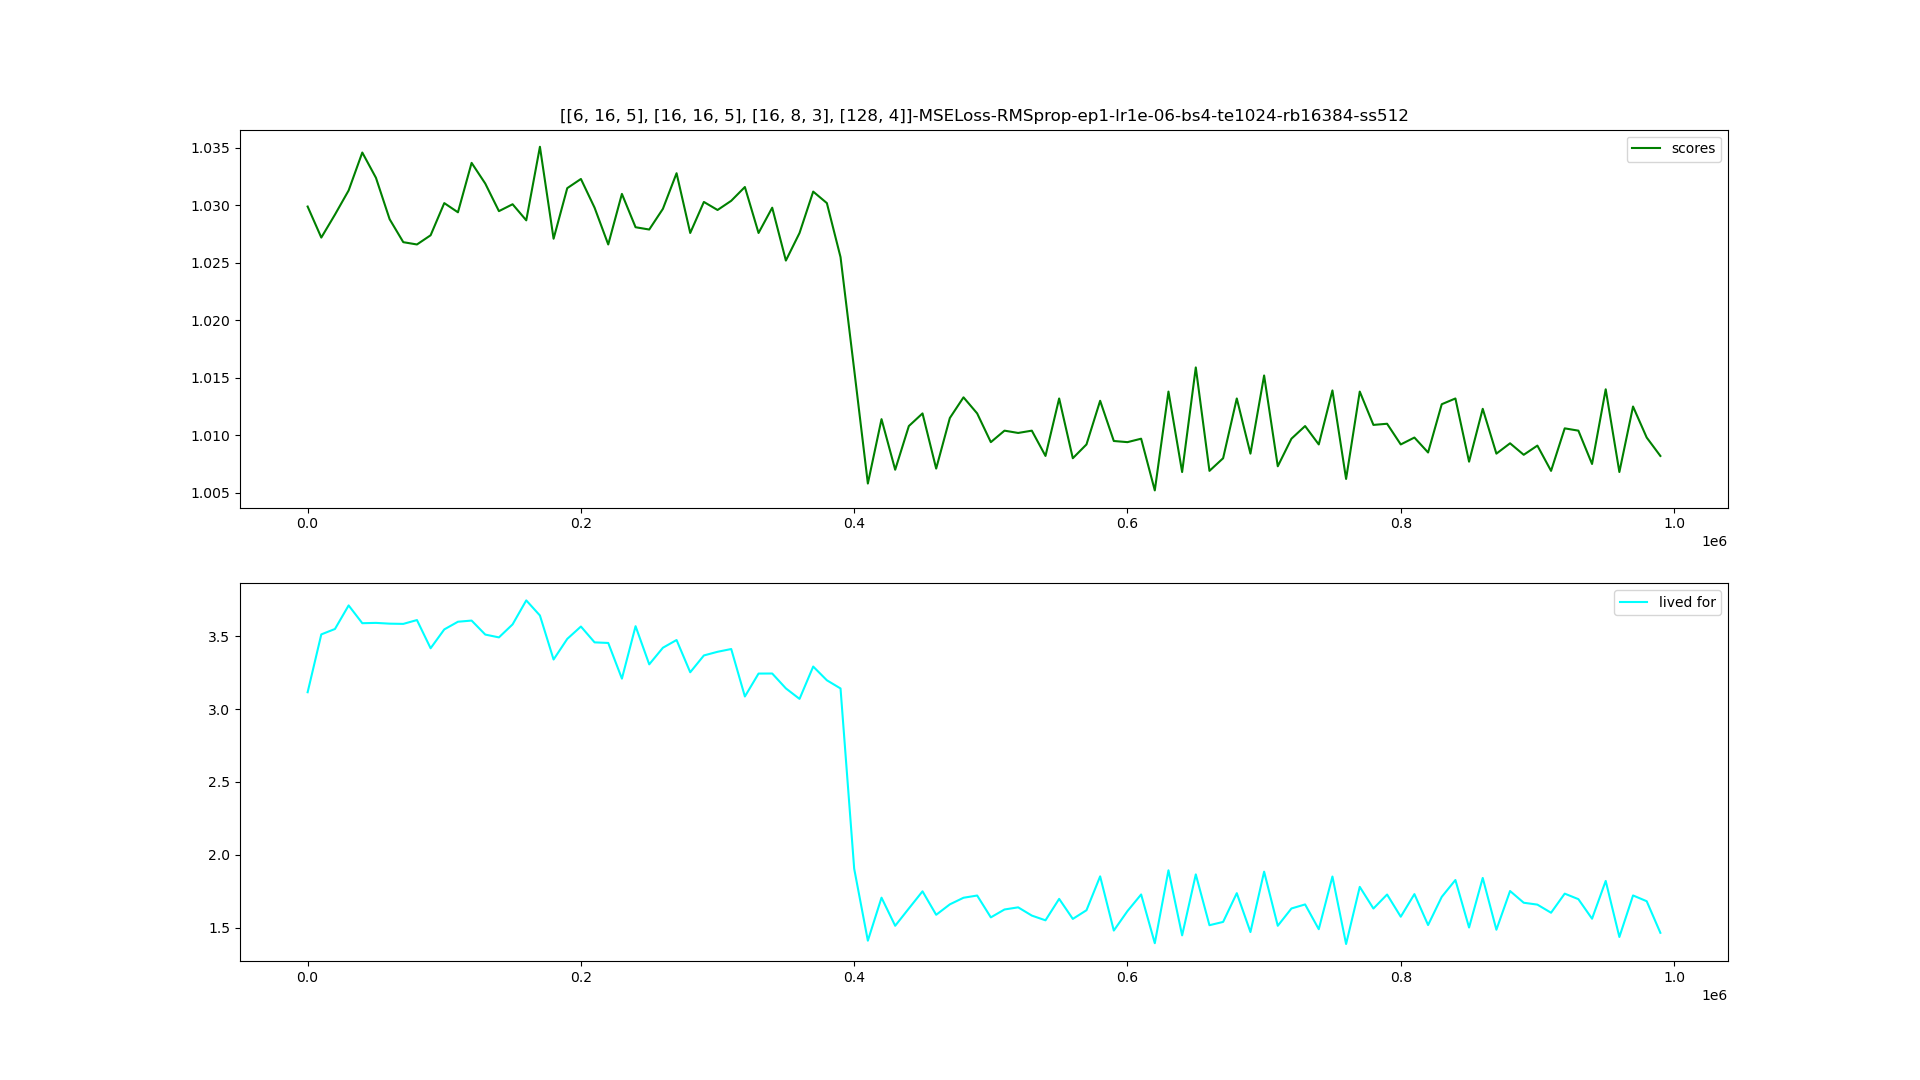 [[6, 16, 5], [16, 16, 5], [16, 8, 3], [128, 4]]-MSELoss-RMSprop-ep1-lr1e-06-bs4-te1024-rb16384-ss512
scores
1.035
1.030
1.025
1.020
1.015
1.010
1.005
0.0 0.2 0.4 0.6 0.8 1.0
1e6
lived for
3.5
3.0
2.5
2.0
1.5
0.0 0.2 0.4 0.6 0.8 1.0
1e6